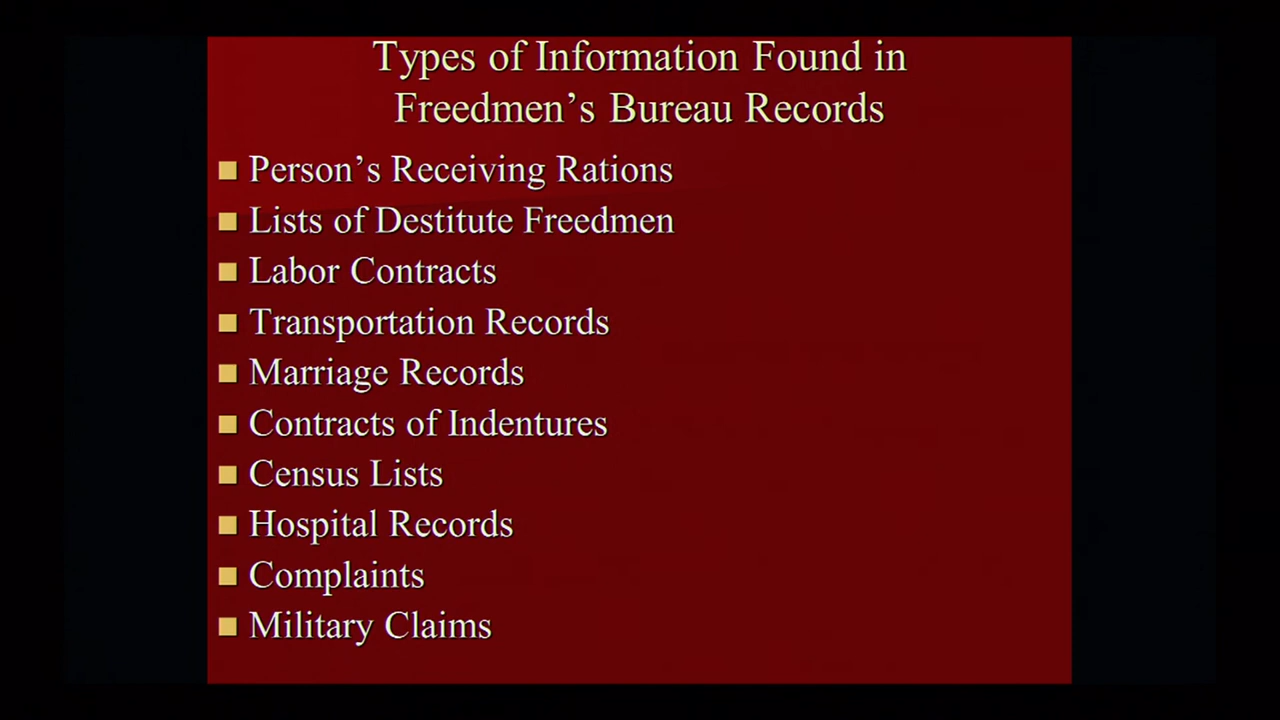 Types of Information Found in
Freedmen’s Bureau Records
Person’s Receiving Rations
Lists of Destitute Freedmen
Labor Contracts
Transportation Records
Marriage Records
Contracts of Indentures
Census Lists
Hospital Records
Complaints
Military Claims